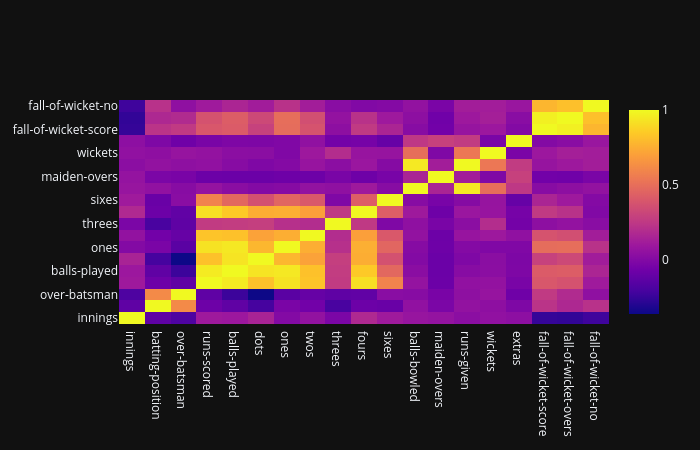 fall-of-wicket-no
fall-of-wicket-score
wickets
maiden-overs
sixes
threes
ones
balls-played
over-batsman
innings
innings
batting-position
over-batsman
runs-scored
balls-played
dots
ones
twos
threes
fours
sixes
balls-bowled
maiden-overs
runs-given
wickets
extras
fall-of-wicket-score
fall-of-wicket-overs
fall-of-wicket-no
1
0.5
0